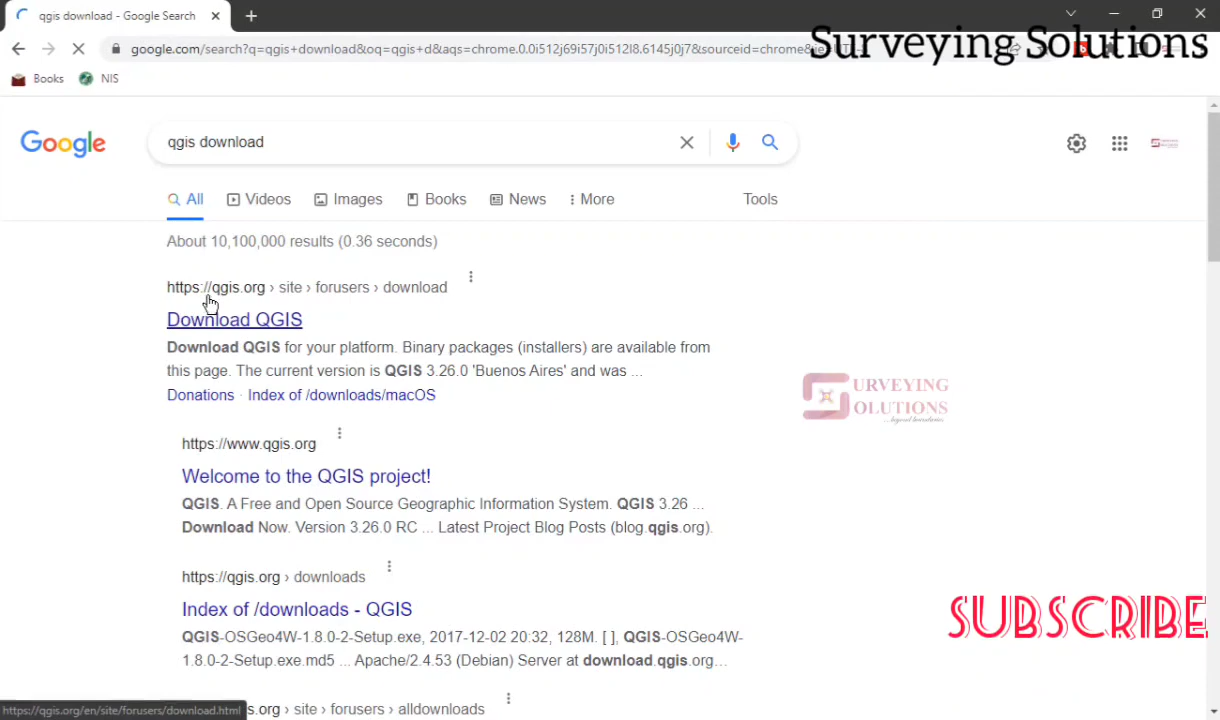 qgis download - Google Search
Surveying Solutions
google.com/search?q=qgis+download&oq=qgis+d&aqs=chrome.0.0i512j69i57j0i512l8.6145j0j7&sourceid=chrome&ie=UTF-8
Books NIS
Google
qgis download
All Videos Images Books News More Tools
About 10,100,000 results (0.36 seconds)
https://qgis.org › site › forusers › download
Download QGIS
Download QGIS for your platform. Binary packages (installers) are available from
this page. The current version is QGIS 3.26.0 'Buenos Aires' and was ...
Donations · Index of /downloads/macOS
SURVEYING
SOLUTIONS
...beyond boundaries
https://www.qgis.org
Welcome to the QGIS project!
QGIS. A Free and Open Source Geographic Information System. QGIS 3.26 ...
Download Now. Version 3.26.0 RC ... Latest Project Blog Posts (blog.qgis.org).
https://qgis.org › downloads
Index of /downloads - QGIS
SUBSCRIBE
QGIS-OSGeo4W-1.8.0-2-Setup.exe, 2017-12-02 20:32, 128M. [ ], QGIS-OSGeo4W-
1.8.0-2-Setup.exe.md5 ... Apache/2.4.53 (Debian) Server at download.qgis.org...
s.org › site › forusers › alldownloads
https://qgis.org/en/site/forusers/download.html